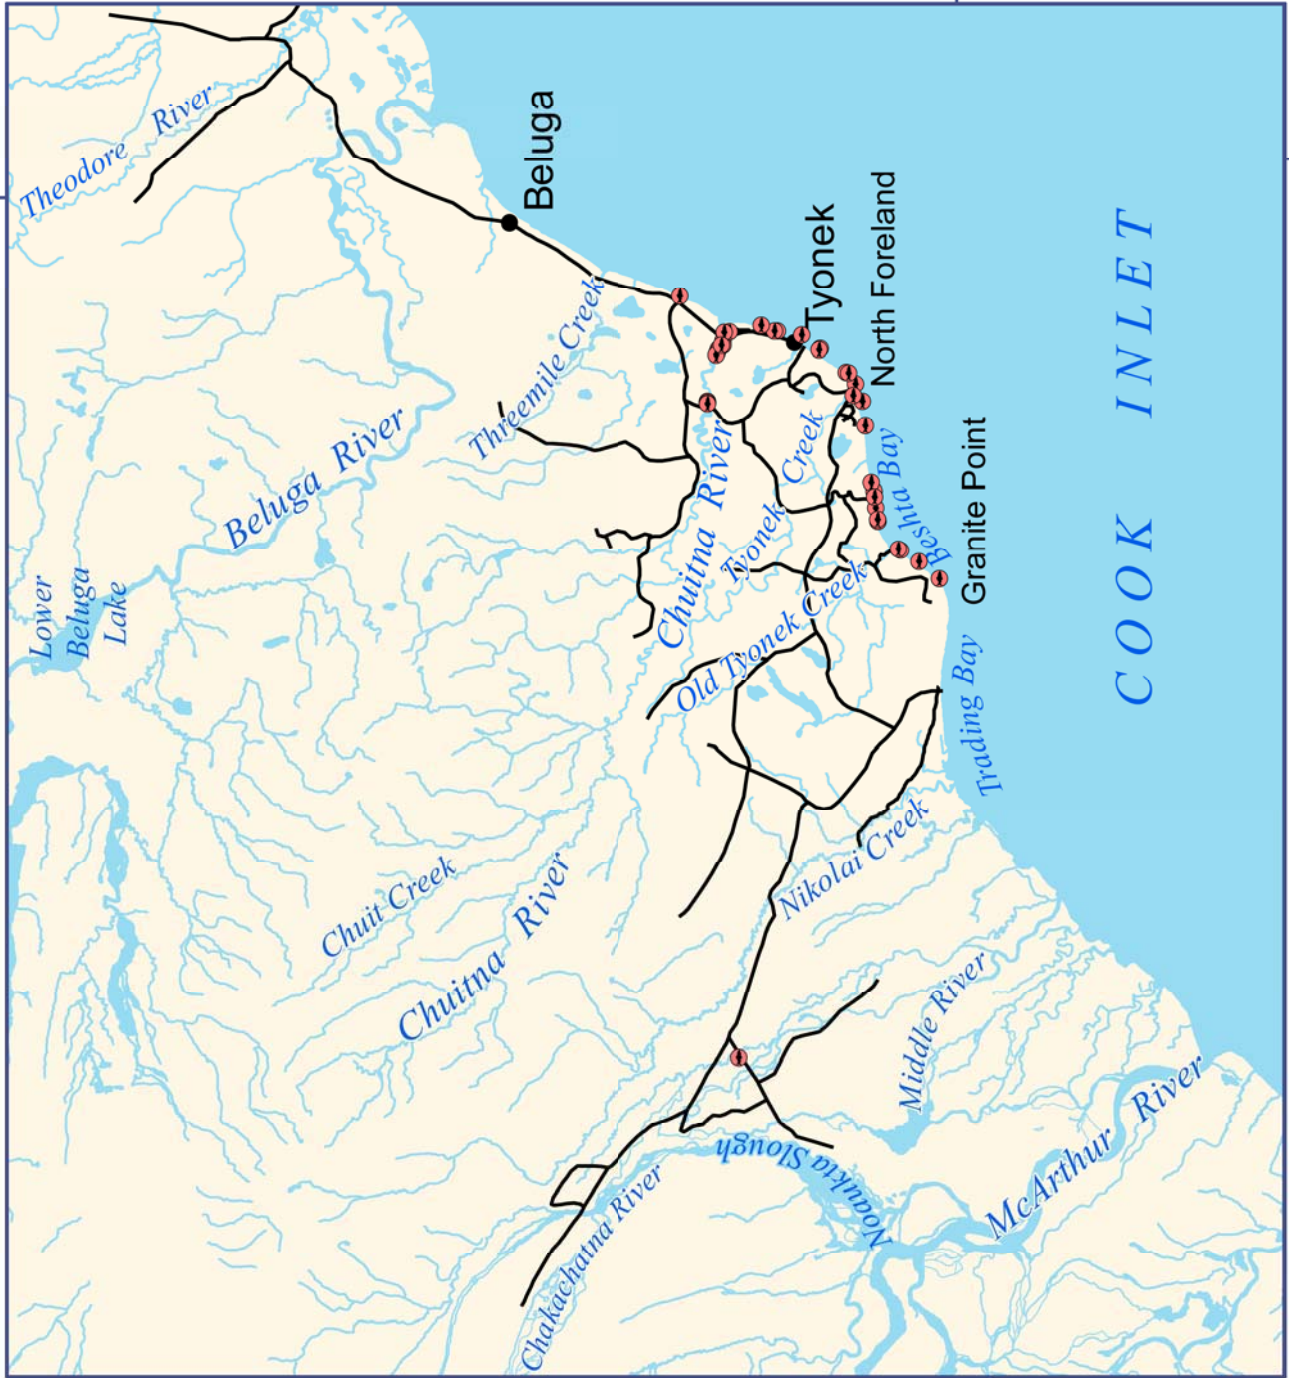 Theodore River
Beluga
Lower
Beluga
Lake
Beluga River
Threemile Creek
Tyonek
North Foreland
Chuitna River
Tyonek Creek
Beshta Bay
Granite Point
Old Tyonek Creek
COOK INLET
Trading Bay
Nikolai Creek
Chuit Creek
Chuitna River
Middle River
McArthur River
Noaukta Slough
Chakachatna River